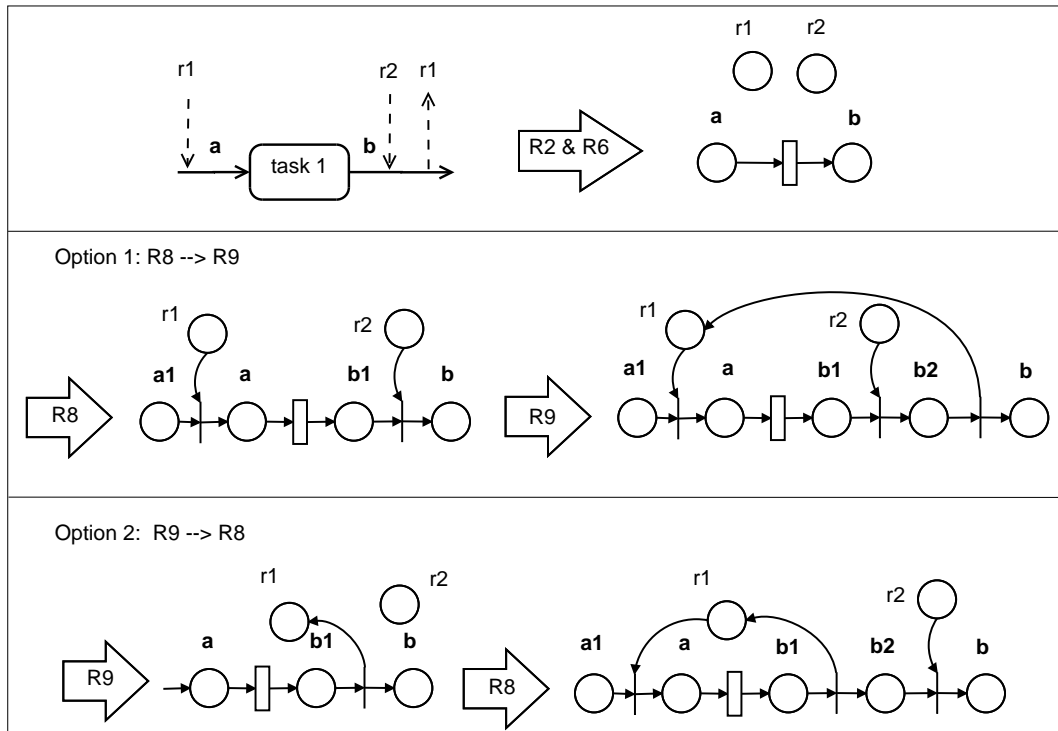 r1 r2
r1 r2 r1
a b a b
task 1 R2 & R6
Option 1: R8 --> R9
r1 r2 r1 r2
a1 a b1 b a1 a b1 b2 b
R8 R9
Option 2: R9 --> R8
r1 r2 r1 r2
a b1 b a1 a b1 b2 b
R9 R8